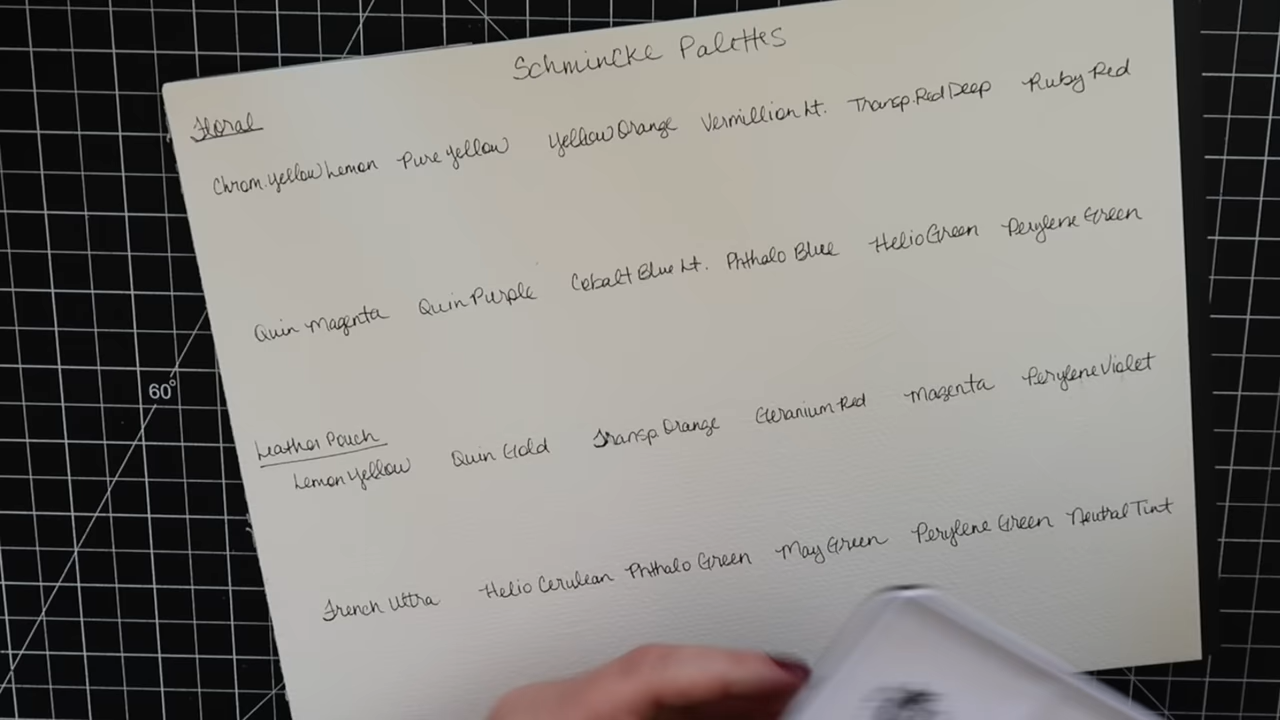 Schmincke Palettes
Floral
Chrom. Yellow Lemon Pure Yellow Yellow Orange Vermillion Lt. Transp. Red Deep Ruby Red
Quin Magenta Quin Purple Cobalt Blue Lt. Phthalo Blue Helio Green Perylene Green
Leather Pouch
Lemon Yellow Quin Gold Transp Orange Geranium Red Magenta Perylene Violet
French Ultra Helio Cerulean Phthalo Green May Green Perylene Green Neutral Tint
60°